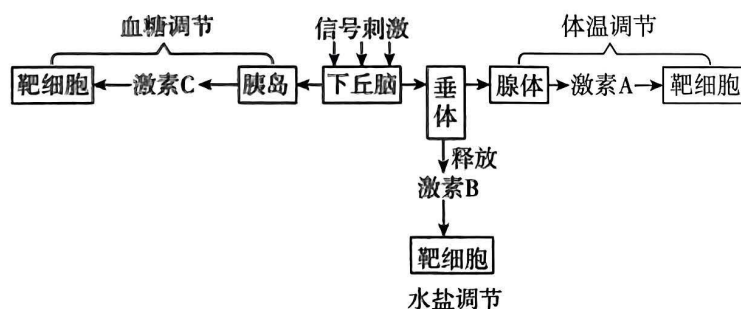 血糖调节 信号刺激 体温调节
靶细胞 激素C 胰岛 下丘脑 垂体 腺体 激素A 靶细胞
释放
激素B
靶细胞
水盐调节